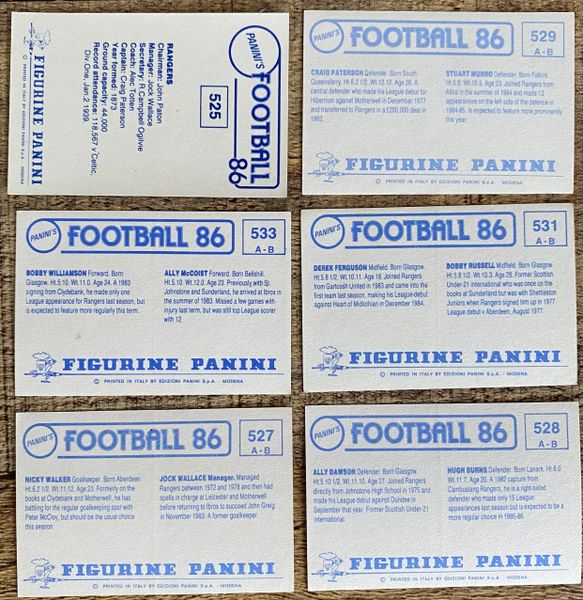 PANINI'S
FOOTBALL 86
525
RANGERS
Chairman: John Paton
Manager: Jock Wallace
Secretary: R. Campbell Ogilvie
Coach: Alec Totten
Captain: Craig Paterson
Year formed: 1873
Ground capacity: 44,000
Record attendance: 118,567 v Celtic,
Div.One, Jan 2 1939
FIGURINE PANINI
© PRINTED IN ITALY BY EDIZIONI PANINI S.p.A. - MODENA
PANINI'S
FOOTBALL 86
529
A-B
CRAIG PATERSON Defender. Born South
Queensferry. Ht.6.2 1/2. Wt.12.12. Age 26. A
centre half who made his League debut for
Hibernian against Motherwell in December 1977
and transferred to Rangers in a £200,000 deal in
1982.
STUART MUNRO Defender. Born Falkirk.
Ht.5.8. Wt.10.5. Age 23. Joined Rangers from
Alloa in the summer of 1984 and made 13
appearances on the left side of the defence in
1984-85. Is expected to feature more prominently
this year.
FIGURINE PANINI
© PRINTED IN ITALY BY EDIZIONI PANINI S.p.A. - MODENA
PANINI'S
FOOTBALL 86
533
A-B
BOBBY WILLIAMSON Forward. Born
Glasgow. Ht.5.10. Wt.11.0. Age 24. A 1983
signing from Clydebank, he made only one
League appearance for Rangers last season, but is
expected to feature more regularly this term.
ALLY McCOIST Forward. Born Bellshill.
Ht.5.10. Wt.12.0. Age 23. Previously with St.
Johnstone and Sunderland, he arrived at Ibrox in
the summer of 1983. Missed a few games with
injury last term, but was still top League scorer
with 12.
FIGURINE PANINI
© PRINTED IN ITALY BY EDIZIONI PANINI S.p.A. - MODENA
PANINI'S
FOOTBALL 86
531
A-B
DEREK FERGUSON Midfield. Born Glasgow.
Ht.5.8 1/2. Wt.10.11. Age 18. Joined Rangers
from Gartcosh United in 1983 and came into the
first team last season, making his League debut
against Heart of Midlothian in December 1984.
BOBBY RUSSELL Midfield. Born Glasgow.
Ht.5.8 1/2. Wt.10.3. Age 28. Former Scottish
Under-21 international who was once on the
books at Sunderland but was with Shettleston
Juniors when Rangers signed him up in 1977.
League debut v Aberdeen, August 1977.
FIGURINE PANINI
© PRINTED IN ITALY BY EDIZIONI PANINI S.p.A. - MODENA
PANINI'S
FOOTBALL 86
527
A-B
NICKY WALKER Goalkeeper. Born Aberdeen
Ht.6.2 1/2. Wt.11.12. Age 23. Formerly on the
books at Clydebank and Motherwell, he has
battling for the regular goalkeeping spot with
Peter McCloy, but should be the usual choice
this season.
JOCK WALLACE Manager. Managed
Rangers between 1972 and 1978 and then had
spells in charge at Leicester and Motherwell
before returning to Ibrox to succeed John Greig
in November 1983. A former goalkeeper.
FIGURINE PANINI
© PRINTED IN ITALY BY EDIZIONI PANINI S.p.A. - MODENA
PANINI'S
FOOTBALL 86
528
A-B
ALLY DAWSON Defender. Born Glasgow.
Ht.5.10 1/2. Wt.11.10. Age 27. Joined Rangers
directly from Johnstone High School in 1975 and
made his League debut against Dundee in
September that year. Former Scottish Under-21
international.
HUGH BURNS Defender. Born Lanark. Ht.6.0
Wt.11.7. Age 20. A 1982 capture from
Cambuslang Rangers, he is a right-sided
defender who made only 15 League
appearances last season but is expected to be a
more regular choice in 1985-86.
FIGURINE PANINI
© PRINTED IN ITALY BY EDIZIONI PANINI S.p.A. - MODENA